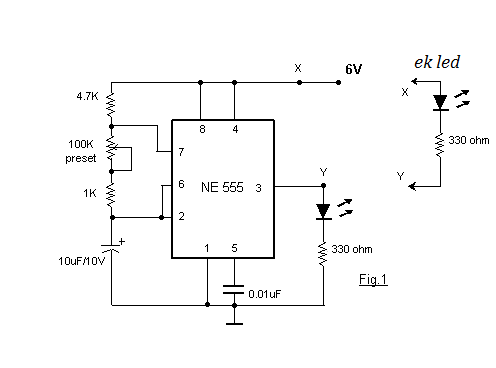 ek led
X
6V
X
4.7K
8
4
330 ohm
100K
preset
7
Y
Y
6
NE 555
3
1K
2
1
5
330 ohm
10uF/10V
+
0.01uF
Fig.1